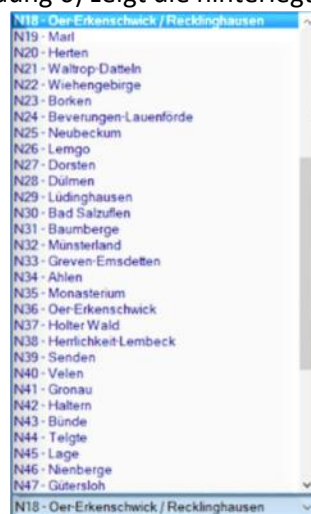 N18 - Oer-Erkenschwick / Recklinghausen
N19 - Marl
N20 - Herten
N21 - Waltrop-Datteln
N22 - Wiehengebirge
N23 - Borken
N24 - Beverungen-Lauenförde
N25 - Neubeckum
N26 - Lemgo
N27 - Dorsten
N28 - Dülmen
N29 - Lüdinghausen
N30 - Bad Salzuflen
N31 - Baumberge
N32 - Münsterland
N33 - Greven-Emsdetten
N34 - Ahlen
N35 - Monasterium
N36 - Oer-Erkenschwick
N37 - Holter Wald
N38 - Herrlichkeit-Lembeck
N39 - Senden
N40 - Velen
N41 - Gronau
N42 - Haltern
N43 - Bünde
N44 - Telgte
N45 - Lage
N46 - Nienberge
N47 - Gütersloh
N18 - Oer-Erkenschwick / Recklinghausen